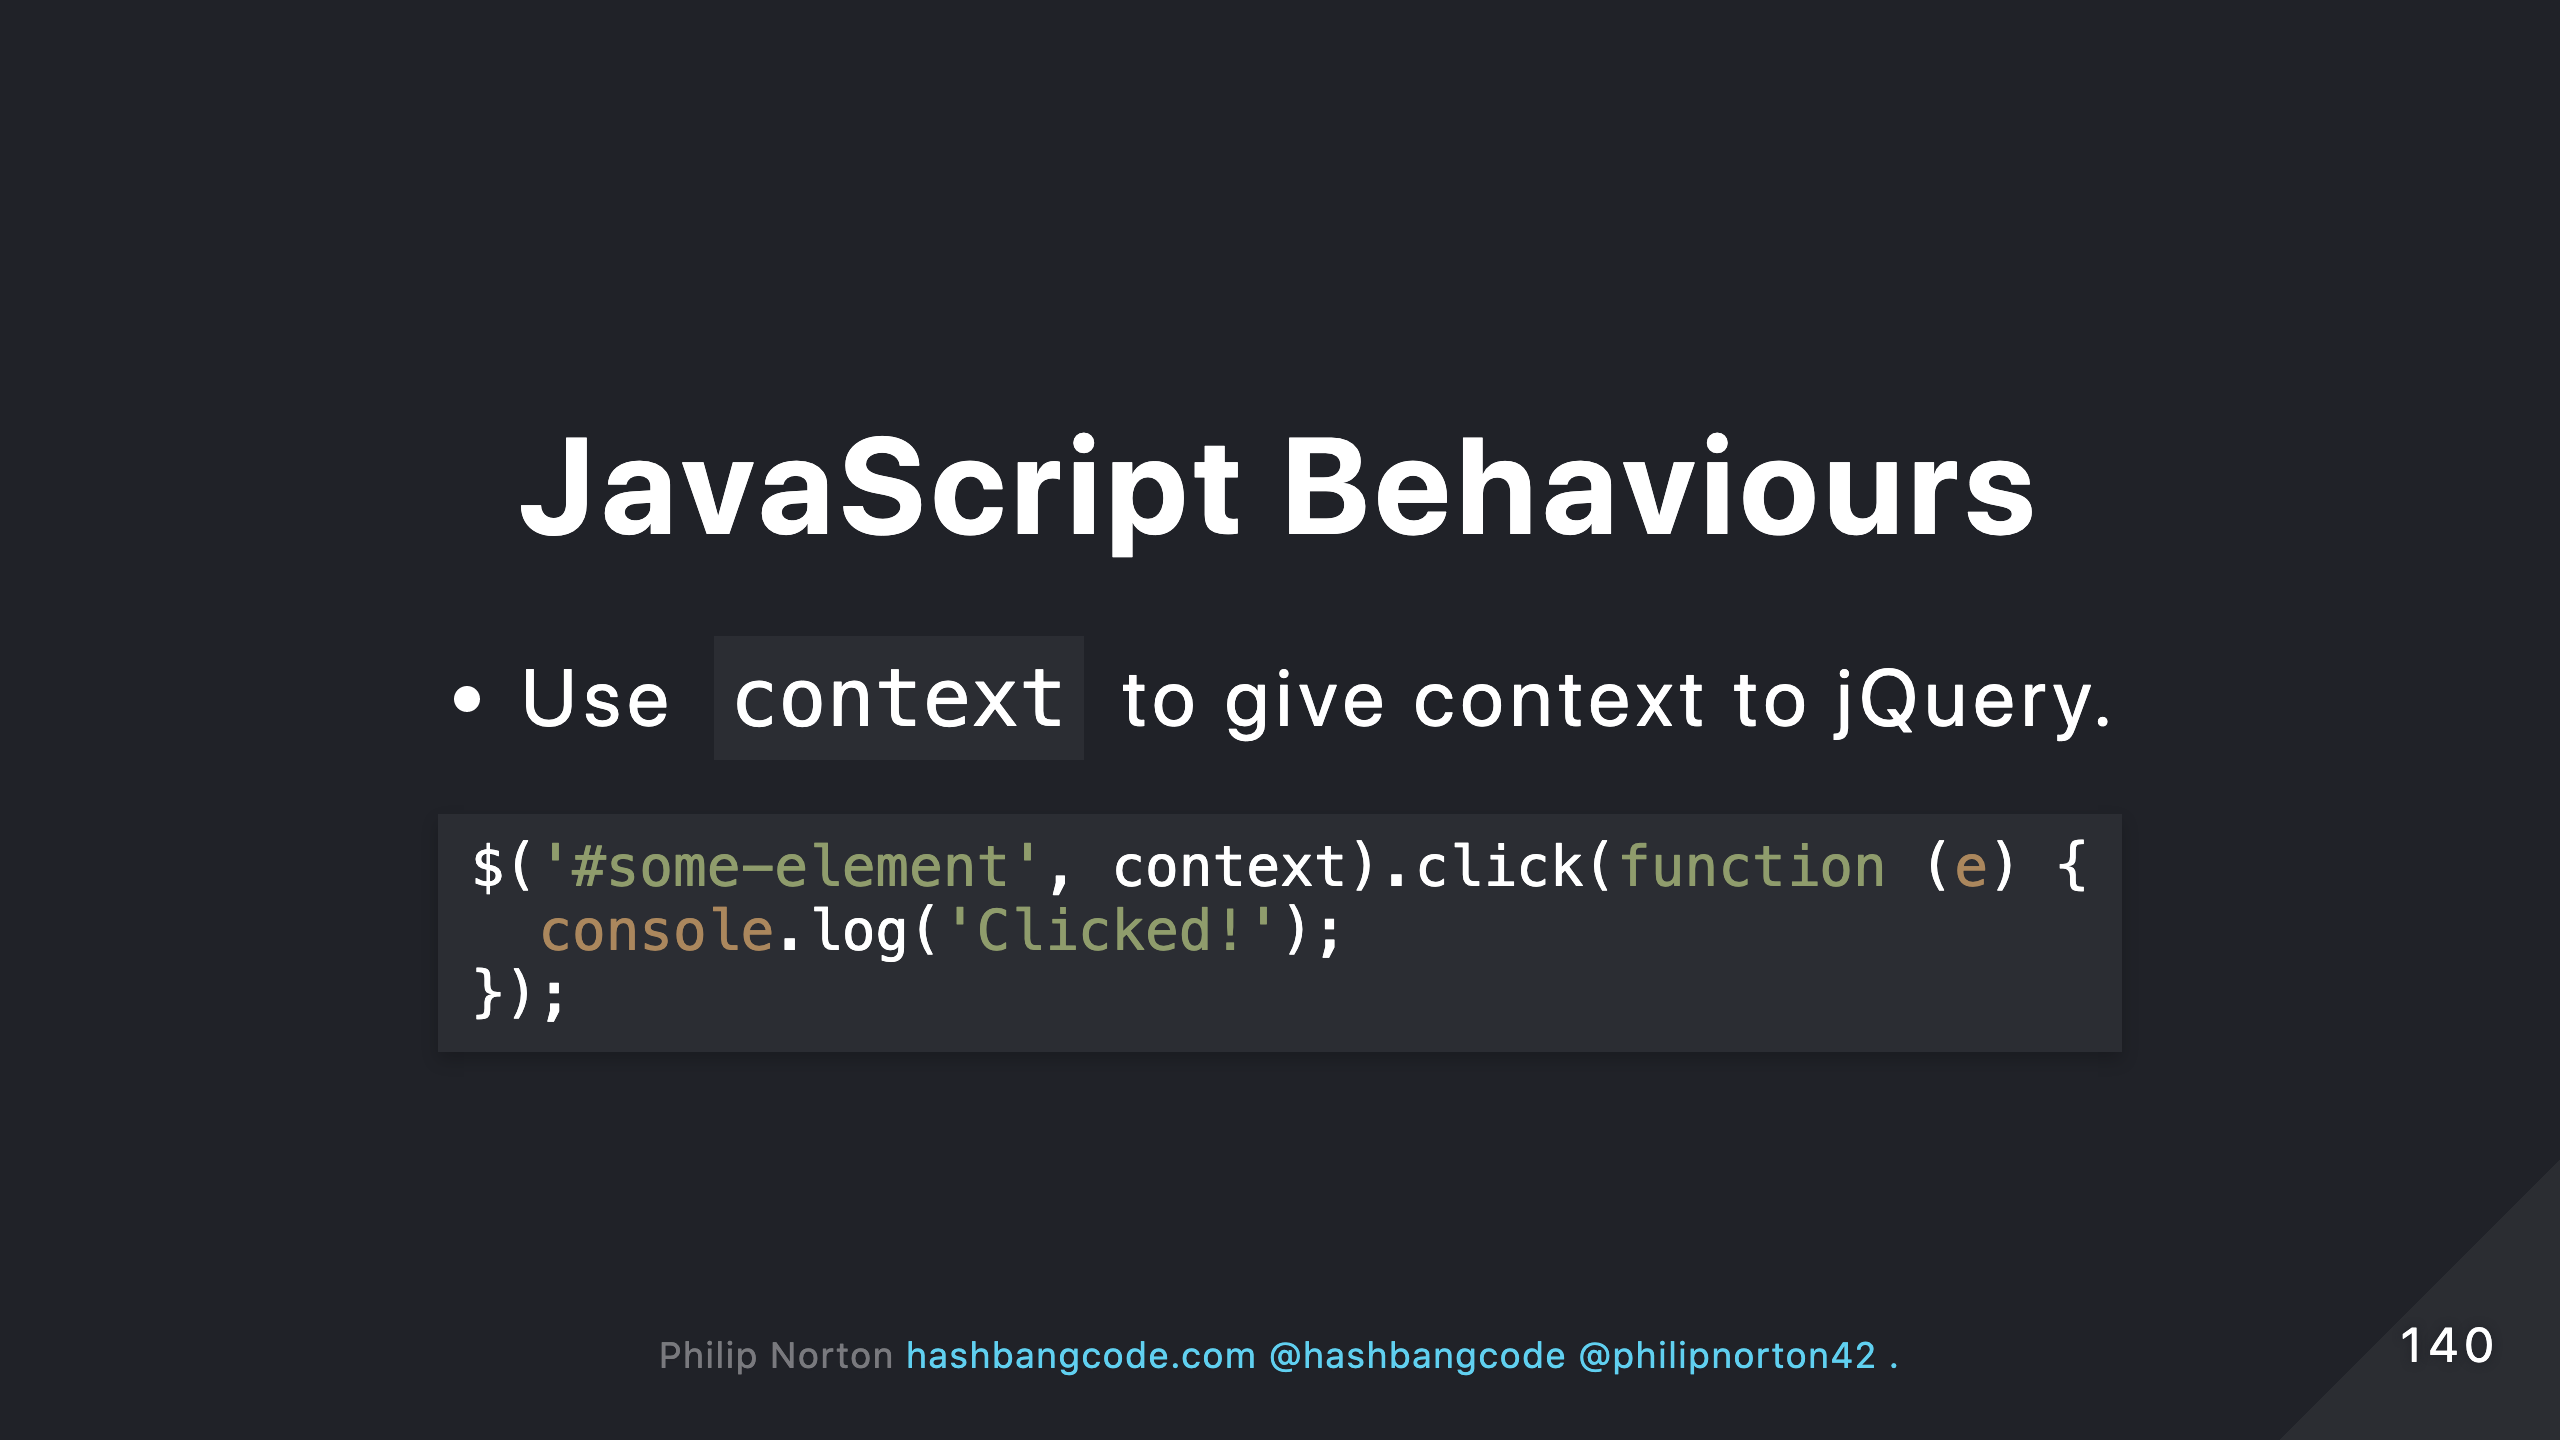 JavaScript Behaviours
• Use context to give context to jQuery.
$('#some-element', context).click(function (e) {
  console.log('Clicked!');
});
Philip Norton hashbangcode.com @hashbangcode @philipnorton42 .
140